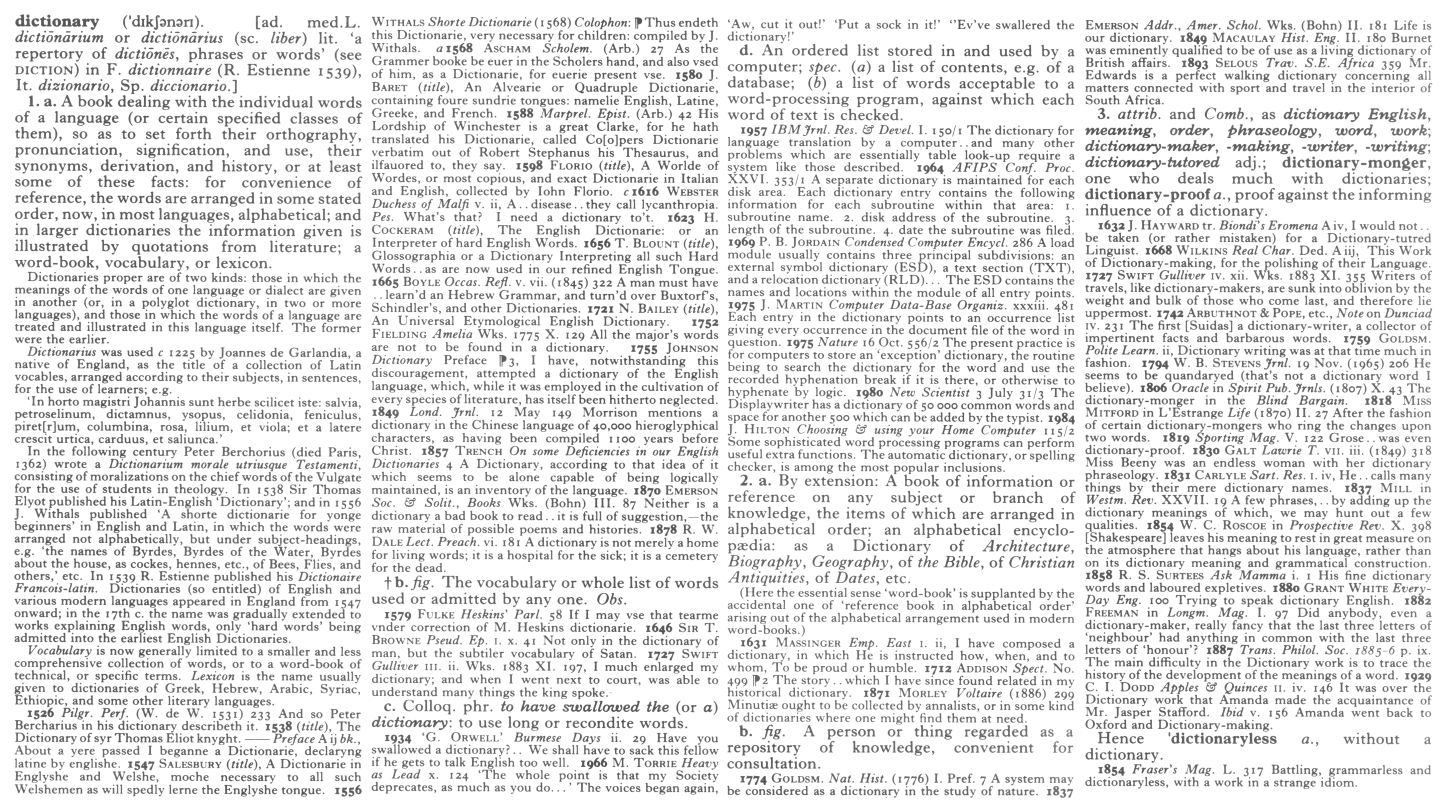 dictionary ('dɪkʃənərɪ). [ad. med.L.
dictiōnārium or dictiōnārius (sc. liber) lit. 'a
repertory of dictiōnēs, phrases or words' (see
DICTION) in F. dictionnaire (R. Estienne 1539),
It. dizionario, Sp. diccionario.]
1. a. A book dealing with the individual words
of a language (or certain specified classes of
them), so as to set forth their orthography,
pronunciation, signification, and use, their
synonyms, derivation, and history, or at least
some of these facts: for convenience of
reference, the words are arranged in some stated
order, now, in most languages, alphabetical; and
in larger dictionaries the information given is
illustrated by quotations from literature; a
word-book, vocabulary, or lexicon.
Dictionaries proper are of two kinds: those in which the
meanings of the words of one language or dialect are given
in another (or, in a polyglot dictionary, in two or more
languages), and those in which the words of a language are
treated and illustrated in this language itself. The former
were the earlier.
Dictionarius was used c 1225 by Joannes de Garlandia, a
native of England, as the title of a collection of Latin
vocables, arranged according to their subjects, in sentences,
for the use of learners; e.g.
'In horto magistri Johannis sunt herbe scilicet iste: salvia,
petroselinum, dictamnus, ysopus, celidonia, feniculus,
piret[r]um, columbina, rosa, lilium, et viola; et a latere
crescit urtica, carduus, et saliunca.'
In the following century Peter Berchorius (died Paris,
1362) wrote a Dictionarium morale utriusque Testamenti,
consisting of moralizations on the chief words of the Vulgate
for the use of students in theology. In 1538 Sir Thomas
Elyot published his Latin-English 'Dictionary'; and in 1556
J. Withals published 'A shorte dictionarie for yonge
beginners' in English and Latin, in which the words were
arranged not alphabetically, but under subject-headings,
e.g. 'the names of Byrdes, Byrdes of the Water, Byrdes
about the house, as cockes, hennes, etc., of Bees, Flies, and
others,' etc. In 1539 R. Estienne published his Dictionaire
Francois-latin. Dictionaries (so entitled) of English and
various modern languages appeared in England from 1547
onward; in the 17th c. the name was gradually extended to
works explaining English words, only 'hard words' being
admitted into the earliest English Dictionaries.
Vocabulary is now generally limited to a smaller and less
comprehensive collection of words, or to a word-book of
technical, or specific terms. Lexicon is the name usually
given to dictionaries of Greek, Hebrew, Arabic, Syriac,
Ethiopic, and some other literary languages.
1526 Pilgr. Perf. (W. de W. 1531) 233 And so Peter
Bercharius in his dictionary describeth it. 1538 (title), The
Dictionary of syr Thomas Eliot knyght. —— Preface A ij bk.,
About a yere passed I beganne a Dictionarie, declaryng
latine by englishe. 1547 SALESBURY (title), A Dictionary in
Englyshe and Welshe, moche necessary to all such
Welshemen as will spedly lerne the Englyshe tongue. 1556
WITHALS Shorte Dictionarie (1568) Colophon: ⁋Thus endeth
this Dictionarie, very necessary for children: compiled by J.
Withals. a 1568 ASCHAM Scholem. (Arb.) 27 As the
Grammer booke be euer in the Scholers hand, and also vsed
of him, as a Dictionarie, for euerie present vse. 1580 J.
BARET (title), An Alvearie or Quadruple Dictionarie,
containing foure sundrie tongues: namelie English, Latine,
Greeke, and French. 1588 Marprel. Epist. (Arb.) 42 His
Lordship of Winchester is a great Clarke, for he hath
translated his Dictionarie, called Co[o]pers Dictionarie
verbatim out of Robert Stephanus his Thesaurus, and
ilfauored to, they say. 1598 FLORIO (title), A Worlde of
Wordes, or most copious, and exact Dictionarie in Italian
and English, collected by Iohn Florio. c 1616 WEBSTER
Duchess of Malfi v. ii, A . . disease . . they call lycanthropia.
Pes. What's that? I need a dictionary to't. 1623 H.
COCKERAM (title), The English Dictionarie: or an
Interpreter of hard English Words. 1656 T. BLOUNT (title),
Glossographia or a Dictionary Interpreting all such Hard
Words . . as are now used in our refined English Tongue.
1665 BOYLE Occas. Refl. v. vii. (1845) 322 A man must have
. . learn'd an Hebrew Grammar, and turn'd over Buxtorf's,
Schindler's, and other Dictionaries. 1721 N. BAILEY (title),
An Universal Etymological English Dictionary. 1752
FIELDING Amelia Wks. 1775 X. 129 All the major's words
are not to be found in a dictionary. 1755 JOHNSON
Dictionary Preface ⁋3, I have, notwithstanding this
discouragement, attempted a dictionary of the English
language, which, while it was employed in the cultivation of
every species of literature, has itself been hitherto neglected.
1849 Lond. Jrnl. 12 May 149 Morrison mentions a
dictionary in the Chinese language of 40,000 hieroglyphical
characters, as having been compiled 1100 years before
Christ. 1857 TRENCH On some Deficiencies in our English
Dictionaries 4 A Dictionary, according to that idea of it
which seems to be alone capable of being logically
maintained, is an inventory of the language. 1870 EMERSON
Soc. & Solit., Books Wks. (Bohn) III. 87 Neither is a
dictionary a bad book to read . . it is full of suggestion,—the
raw material of possible poems and histories. 1878 R. W.
DALE Lect. Preach. vi. 181 A dictionary is not merely a home
for living words; it is a hospital for the sick; it is a cemetery
for the dead.
†b. fig. The vocabulary or whole list of words
used or admitted by any one. Obs.
1579 FULKE Heskins' Parl. 58 If I may vse that tearme
vnder correction of M. Heskins dictionarie. 1646 SIR T.
BROWNE Pseud. Ep. I. x. 41 Not only in the dictionary of
man, but the subtiler vocabulary of Satan. 1727 SWIFT
Gulliver III. ii. Wks. 1883 XI. 197, I much enlarged my
dictionary; and when I went next to court, was able to
understand many things the king spoke.
c. Colloq. phr. to have swallowed the (or a)
dictionary: to use long or recondite words.
1934 'G. ORWELL' Burmese Days ii. 29 Have you
swallowed a dictionary? . . We shall have to sack this fellow
if he gets to talk English too well. 1966 M. TORRIE Heavy
as Lead x. 124 'The whole point is that my Society
deprecates, as much as you do . . .' The voices began again,
'Aw, cut it out!' 'Put a sock in it!' ''Ev've swallowed the
dictionary!'
d. An ordered list stored in and used by a
computer; spec. (a) a list of contents, e.g. of a
database; (b) a list of words acceptable to a
word-processing program, against which each
word of text is checked.
1957 IBM Jrnl. Res. & Devel. I. 150/1 The dictionary for
language translation by a computer . . and many other
problems which are essentially table look-up require a
system like those described. 1964 AFIPS Conf. Proc.
XXVI. 353/1 A separate dictionary is maintained for each
disk area. Each dictionary entry contains the following
information for each subroutine within that area: 1.
subroutine name. 2. disk address of the subroutine. 3.
length of the subroutine. 4. date the subroutine was filed.
1969 P. B. JORDAIN Condensed Computer Encycl. 286 A load
module usually contains three principal subdivisions: an
external symbol dictionary (ESD), a text section (TXT),
and a relocation dictionary (RLD) . . . The ESD contains the
names and locations within the module of all entry points.
1975 J. MARTIN Computer Data-Base Organiz. xxxiii. 481
Each entry in the dictionary points to an occurrence list
giving every occurrence in the document file of the word in
question. 1975 Nature 16 Oct. 556/2 The present practice is
for computers to store an 'exception' dictionary, the routine
being to search the dictionary for the word and use the
recorded hyphenation break if it is there, or otherwise to
hyphenate by logic. 1980 New Scientist 3 July 31/3 The
Displaywriter has a dictionary of 50 000 common words and
space for another 500 which can be added by the typist. 1984
J. HILTON Choosing & using your Home Computer 115/2
Some sophisticated word processing programs can perform
useful extra functions. The automatic dictionary, or spelling
checker, is among the most popular inclusions.
2. a. By extension: A book of information or
reference on any subject or branch of
knowledge, the items of which are arranged in
alphabetical order; an alphabetical encyclo-
pædia: as a Dictionary of Architecture,
Biography, Geography, of the Bible, of Christian
Antiquities, of Dates, etc.
(Here the essential sense 'word-book' is supplanted by the
accidental one of 'reference book in alphabetical order'
arising out of the alphabetical arrangement used in modern
word-books.)
1631 MASSINGER Emp. East I. ii, I have composed a
dictionary, in which He is instructed how, when, and to
whom, To be proud or humble. 1712 ADDISON Spect. No.
499 ⁋2 The story . . which I have since found related in my
historical dictionary. 1871 MORLEY Voltaire (1886) 299
Minutiæ ought to be collected by annalists, or in some kind
of dictionaries where one might find them at need.
b. fig. A person or thing regarded as a
repository of knowledge, convenient for
consultation.
1774 GOLDSM. Nat. Hist. (1776) I. Pref. 7 A system may
be considered as a dictionary in the study of nature. 1837
EMERSON Addr., Amer. Schol. Wks. (Bohn) II. 181 Life is
our dictionary. 1849 MACAULAY Hist. Eng. II. 180 Burnet
was eminently qualified to be of use as a living dictionary of
British affairs. 1893 SELOUS Trav. S.E. Africa 359 Mr.
Edwards is a perfect walking dictionary concerning all
matters connected with sport and travel in the interior of
South Africa.
3. attrib. and Comb., as dictionary English,
meaning, order, phraseology, word, work;
dictionary-maker, -making, -writer, -writing;
dictionary-tutored adj.; dictionary-monger,
one who deals much with dictionaries;
dictionary-proof a., proof against the informing
influence of a dictionary.
1632 J. HAYWARD tr. Biondi's Eromena A iv, I would not . .
be taken (or rather mistaken) for a Dictionary-tutred
Linguist. 1668 WILKINS Real Char. Ded. A iij, This Work
of Dictionary-making, for the polishing of their Language.
1727 SWIFT Gulliver IV. xii. Wks. 1883 XI. 355 Writers of
travels, like dictionary-makers, are sunk into oblivion by the
weight and bulk of those who come last, and therefore lie
uppermost. 1742 ARBUTHNOT & POPE, etc., Note on Dunciad
IV. 231 The first [Suidas] a dictionary-writer, a collector of
impertinent facts and barbarous words. 1759 GOLDSM.
Polite Learn. ii, Dictionary writing was at that time much in
fashion. 1794 W. B. STEVENS Jrnl. 19 Nov. (1965) 206 He
seems to be quandaryed (that's not a dictionary word I
believe). 1806 Oracle in Spirit Pub. Jrnls. (1807) X. 43 The
dictionary-monger in the Blind Bargain. 1818 MISS
MITFORD in L'Estrange Life (1870) II. 27 After the fashion
of certain dictionary-mongers who ring the changes upon
two words. 1819 Sporting Mag. V. 122 Grose . . was even
dictionary-proof. 1830 GALT Lawrie T. VII. iii. (1849) 318
Miss Beeny was an endless woman with her dictionary
phraseology. 1831 CARLYLE Sart. Res. I. iv, He . . calls many
things by their mere dictionary names. 1837 MILL in
Westm. Rev. XXVII. 19 A few phrases . . by adding up the
dictionary meanings of which, we may hunt out a few
qualities. 1854 W. C. ROSCOE in Prospective Rev. X. 398
[Shakespeare] leaves his meaning to rest in great measure on
the atmosphere that hangs about his language, rather than
on its dictionary meaning and grammatical construction.
1858 R. S. SURTEES Ask Mamma i. 1 His fine dictionary
words and laboured expletives. 1880 GRANT WHITE Every-
Day Eng. 100 Trying to speak dictionary English. 1882
FREEMAN in Longm. Mag. I. 97 Did anybody, even a
dictionary-maker, really fancy that the last three letters of
'neighbour' had anything in common with the last three
letters of 'honour'? 1887 Trans. Philol. Soc. 1885-6 p. ix.
The main difficulty in the Dictionary work is to trace the
history of the development of the meanings of a word. 1929
C. I. DODD Apples & Quinces II. iv. 146 It was over the
Dictionary work that Amanda made the acquaintance of
Mr. Jasper Stafford. Ibid v. 156 Amanda went back to
Oxford and Dictionary-making.
Hence 'dictionaryless a., without a
dictionary.
1854 Fraser's Mag. L. 317 Battling, grammarless and
dictionaryless, with a work in a strange idiom.